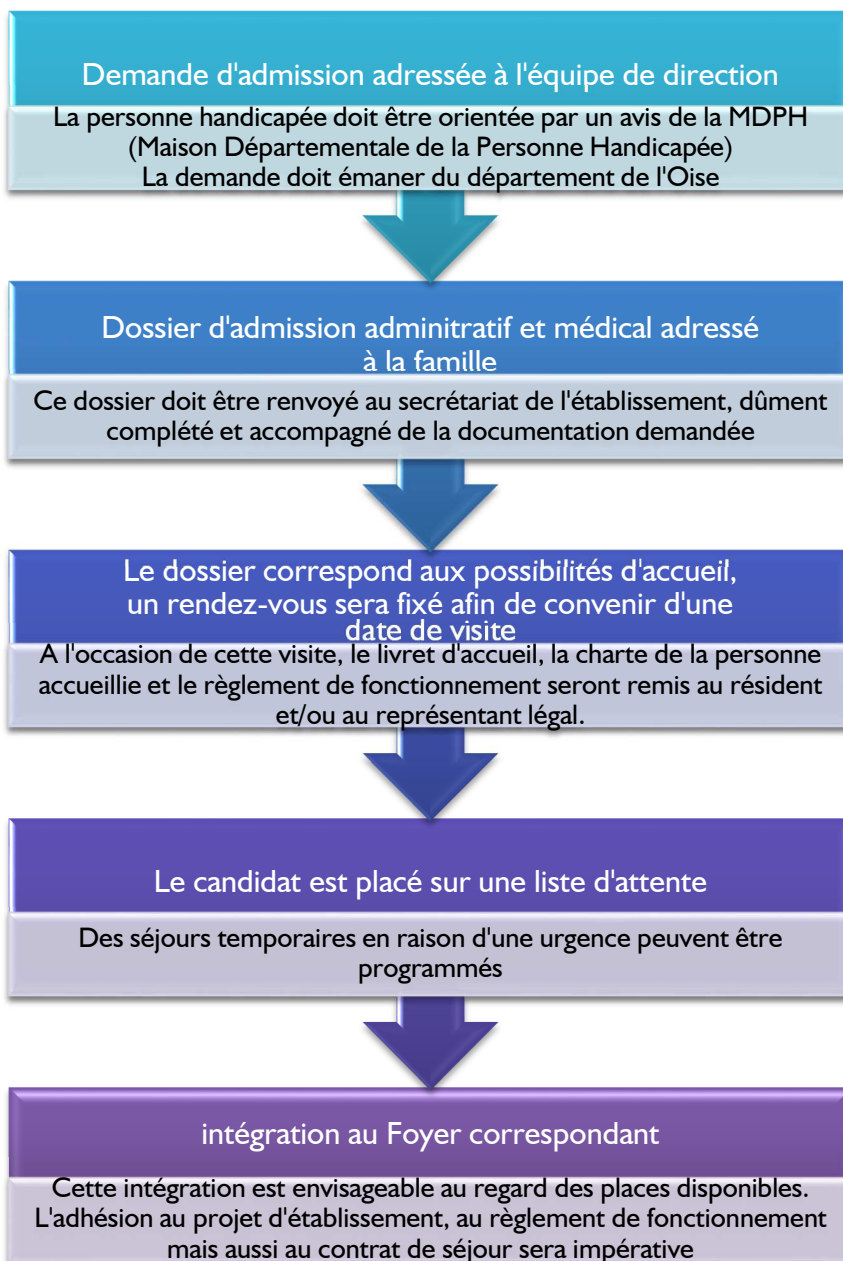 Demande d'admission adressée à l'équipe de direction
La personne handicapée doit être orientée par un avis de la MDPH
(Maison Départementale de la Personne Handicapée)
La demande doit émaner du département de l'Oise
Dossier d'admission adminitratif et médical adressé
à la famille
Ce dossier doit être renvoyé au secrétariat de l'établissement, dûment
complété et accompagné de la documentation demandée
Le dossier correspond aux possibilités d'accueil,
un rendez-vous sera fixé afin de convenir d'une
date de visite
A l'occasion de cette visite, le livret d'accueil, la charte de la personne
accueillie et le règlement de fonctionnement seront remis au résident
et/ou au représentant légal.
Le candidat est placé sur une liste d'attente
Des séjours temporaires en raison d'une urgence peuvent être
programmés
intégration au Foyer correspondant
Cette intégration est envisageable au regard des places disponibles.
L'adhésion au projet d'établissement, au règlement de fonctionnement
mais aussi au contrat de séjour sera impérative